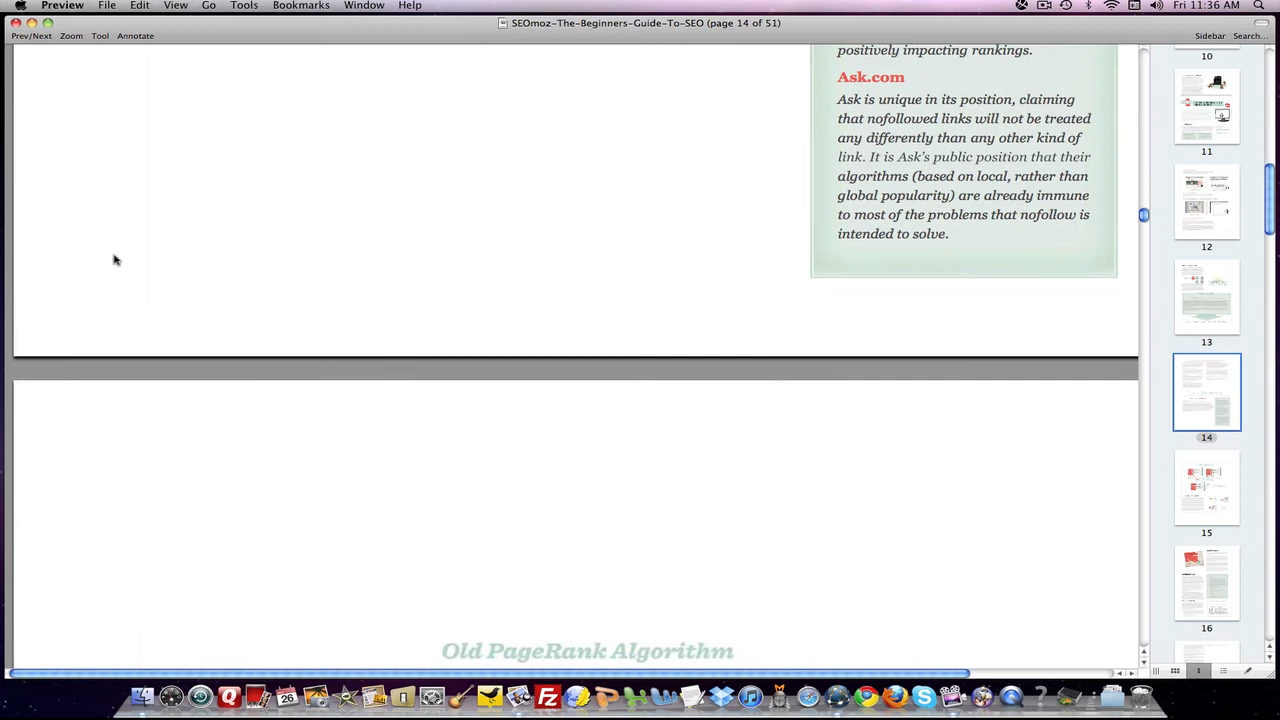 Preview File Edit View Go Tools Bookmarks Window Help Fri 11:36 AM
SEOmoz-The-Beginners-Guide-To-SEO (page 14 of 51)
Prev/Next Zoom Tool Annotate Sidebar Search...
positively impacting rankings.
Ask.com
Ask is unique in its position, claiming
that nofollowed links will not be treated
any differently than any other kind of
link. It is Ask's public position that their
algorithms (based on local, rather than
global popularity) are already immune
to most of the problems that nofollow is
intended to solve.
Old PageRank Algorithm
10
11
12
13
14
15
16
26
FZ